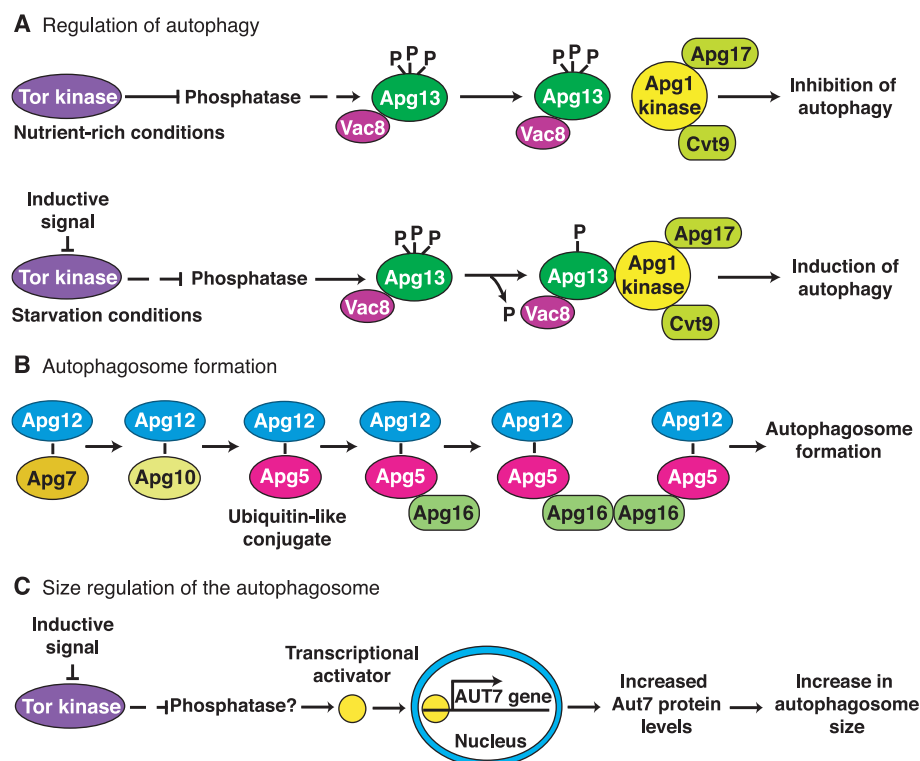 A Regulation of autophagy
P P P
P P P
Apg17
Tor kinase
Phosphatase
Apg13
Apg13
Apg1
kinase
Inhibition of
autophagy
Nutrient-rich conditions
Vac8
Vac8
Cvt9
Inductive
signal
P P P
P
Apg17
Tor kinase
Phosphatase
Apg13
Apg13
Apg1
kinase
Induction of
autophagy
Starvation conditions
Vac8
P
Vac8
Cvt9
B Autophagosome formation
Apg12
Apg12
Apg12
Apg12
Apg12
Apg12
Autophagosome
formation
Apg7
Apg10
Apg5
Apg5
Apg5
Apg5
Ubiquitin-like
conjugate
Apg16
Apg16
Apg16
C Size regulation of the autophagosome
Inductive
signal
Transcriptional
activator
Tor kinase
Phosphatase?
AUT7 gene
Nucleus
Increased
Aut7 protein
levels
Increase in
autophagosome
size